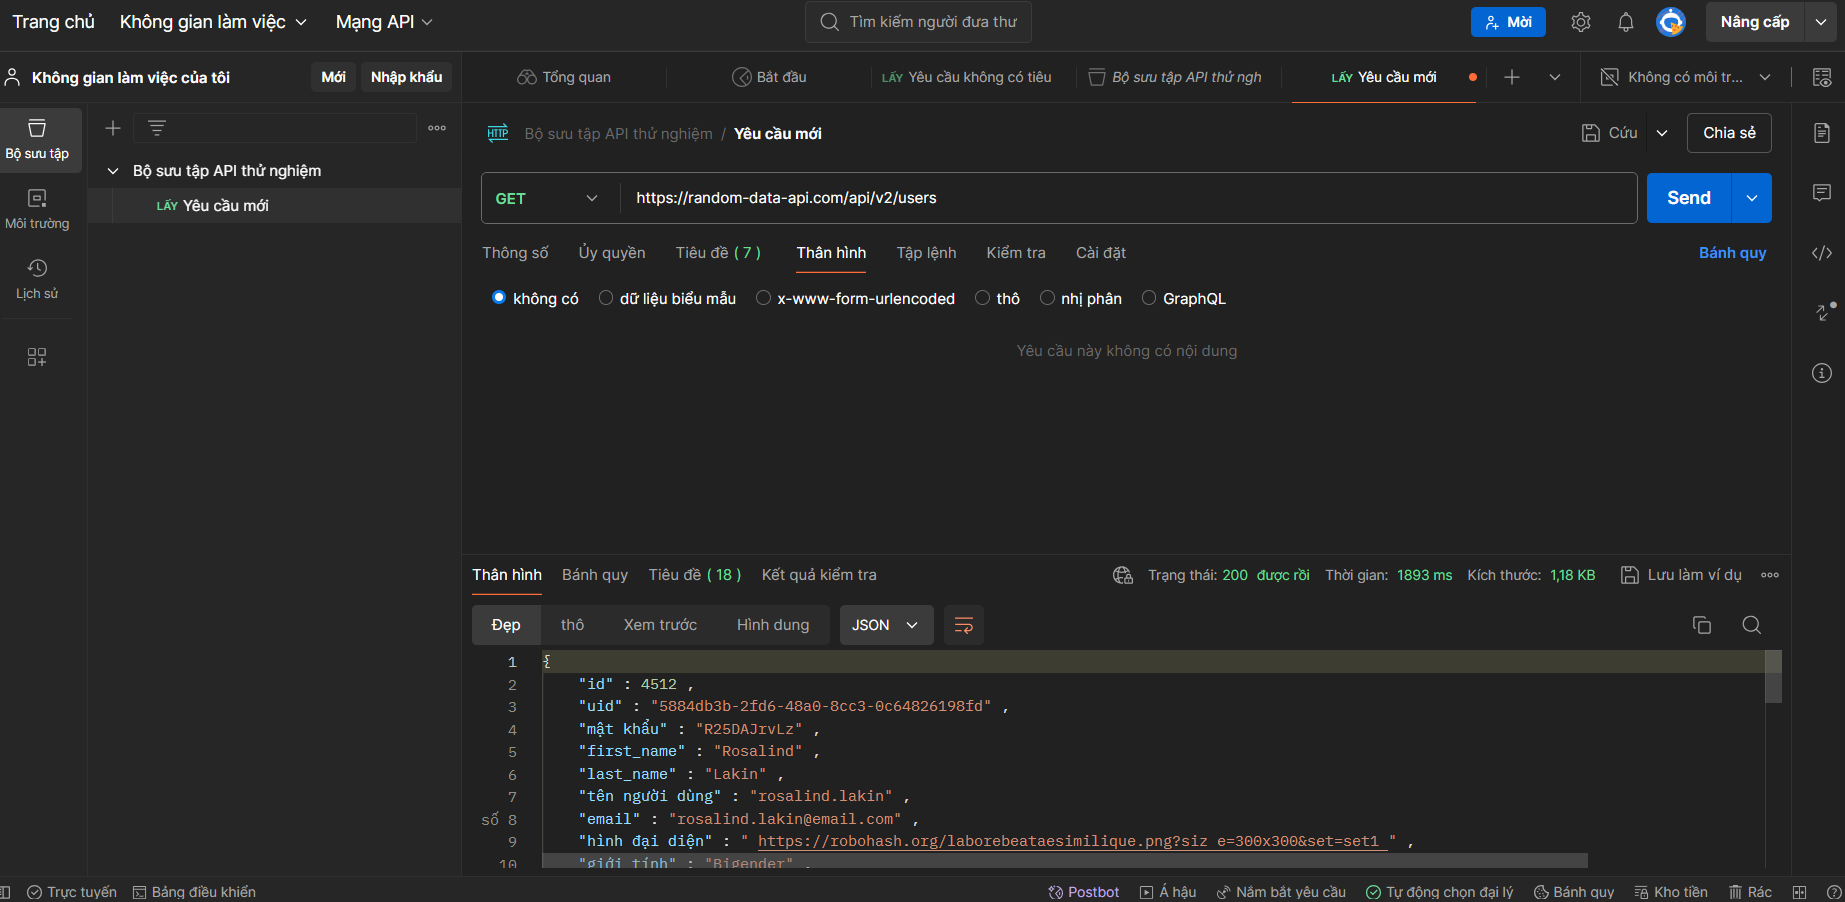 Trang chủ Không gian làm việc Mạng API Tìm kiếm người đưa thư Mời Nâng cấp
Không gian làm việc của tôi Mới Nhập khẩu Tổng quan Bắt đầu LẤY Yêu cầu không có tiêu Bộ sưu tập API thử ngh LẤY Yêu cầu mới Không có môi tr...
Bộ sưu tập
Môi trường
Lịch sử
Bộ sưu tập API thử nghiệm
LẤY Yêu cầu mới
HTTP Bộ sưu tập API thử nghiệm / Yêu cầu mới Cứu Chia sẻ
GET https://random-data-api.com/api/v2/users Send
Thông số Ủy quyền Tiêu đề ( 7 ) Thân hình Tập lệnh Kiểm tra Cài đặt Bánh quy
không có dữ liệu biểu mẫu x-www-form-urlencoded thô nhị phân GraphQL
Yêu cầu này không có nội dung
Thân hình Bánh quy Tiêu đề ( 18 ) Kết quả kiểm tra Trạng thái: 200 được rồi Thời gian: 1893 ms Kích thước: 1,18 KB Lưu làm ví dụ
Đẹp thô Xem trước Hình dung JSON
1 {
2 "id" : 4512 ,
3 "uid" : "5884db3b-2fd6-48a0-8cc3-0c64826198fd" ,
4 "mật khẩu" : "R25DAJrvLz" ,
5 "first_name" : "Rosalind" ,
6 "last_name" : "Lakin" ,
7 "tên người dùng" : "rosalind.lakin" ,
số 8 "email" : "rosalind.lakin@email.com" ,
9 "hình đại diện" : " https://robohash.org/laborebeataesimilique.png?siz e=300x300&set=set1 " ,
10 "giới tính" : "Bigender" ,
Trực tuyến Bảng điều khiển Postbot Á hậu Nắm bắt yêu cầu Tự động chọn đại lý Bánh quy Kho tiền Rác